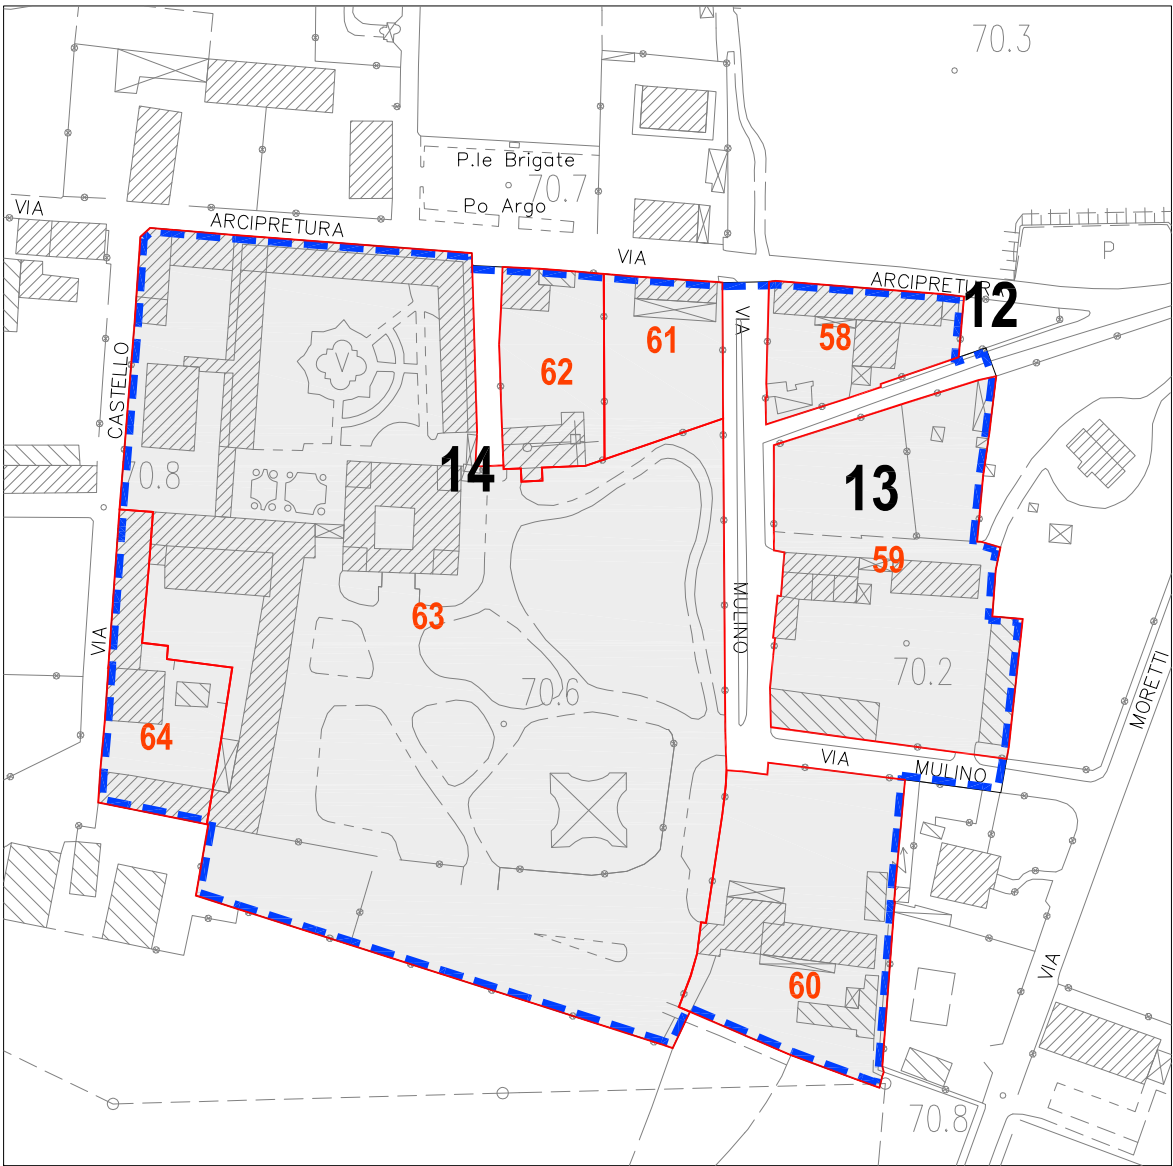 70.3
P.le Brigate
70.7
Po Argo
VIA
ARCIPRETURA
VIA
P
ARCIPRETURA
12
VIA
58
61
62
V
CASTELLO
14
70.8
13
59
63
MULINO
VIA
70.2
70.6
MORETTI
64
VIA
MULINO
VIA
60
70.8